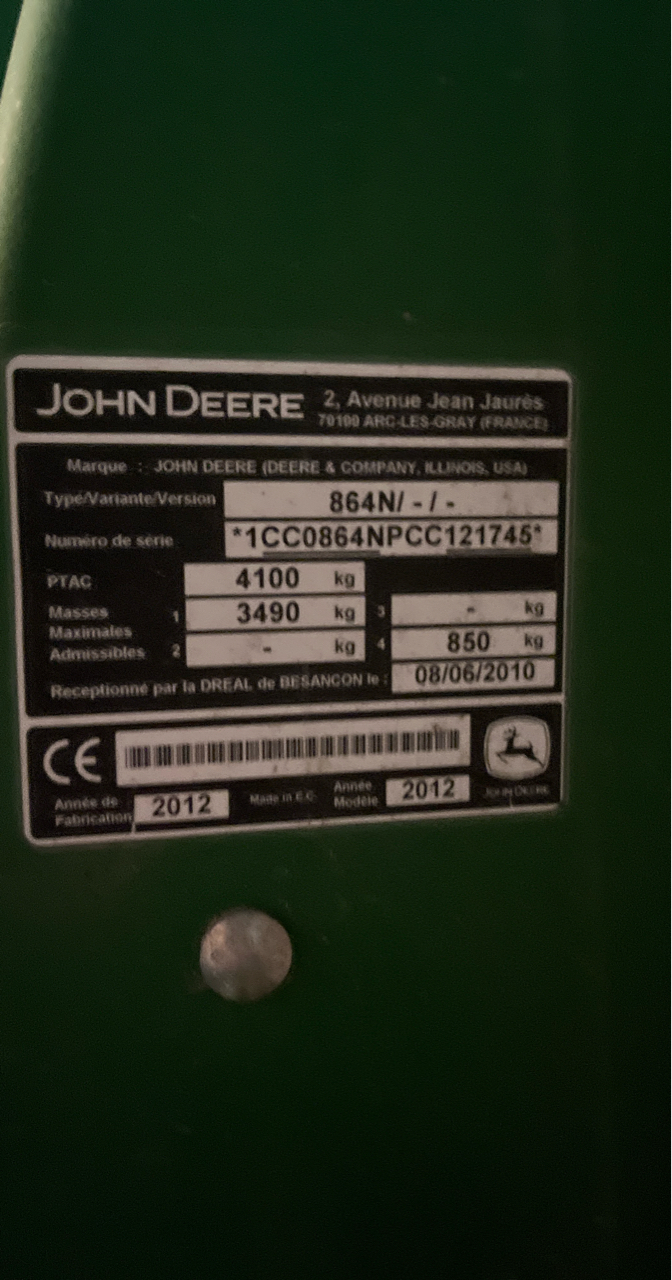 JOHN DEERE 2, Avenue Jean Jaurès
70100 ARC-LES-GRAY (FRANCE)
Marque : JOHN DEERE (DEERE & COMPANY, ILLINOIS, USA)
Type/Variante/Version 864N/ - / -
Numéro de série *1CC0864NPCC121745*
PTAC 4100 kg
Masses Maximales Admissibles
1 3490 kg 3 - kg
2 - kg 4 850 kg
Receptionné par la DREAL de BESANCON le : 08/06/2010
CE
Année de Fabrication 2012 Made in E.C. Année Modèle 2012 JOHN DEERE